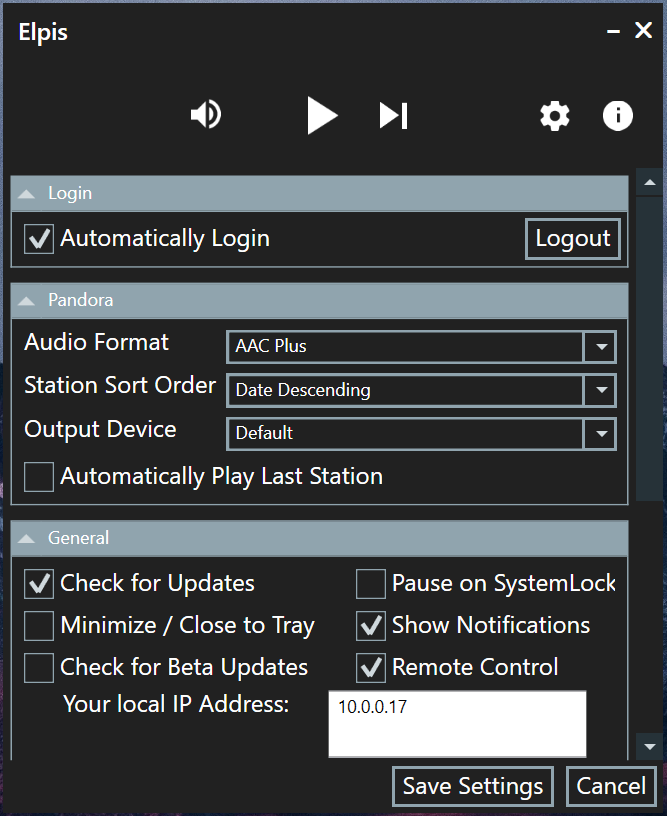 Elpis
Login
Automatically Login
Logout
Pandora
Audio Format
AAC Plus
Station Sort Order
Date Descending
Output Device
Default
Automatically Play Last Station
General
Check for Updates
Pause on SystemLock
Minimize / Close to Tray
Show Notifications
Check for Beta Updates
Remote Control
Your local IP Address:
10.0.0.17
Save Settings
Cancel